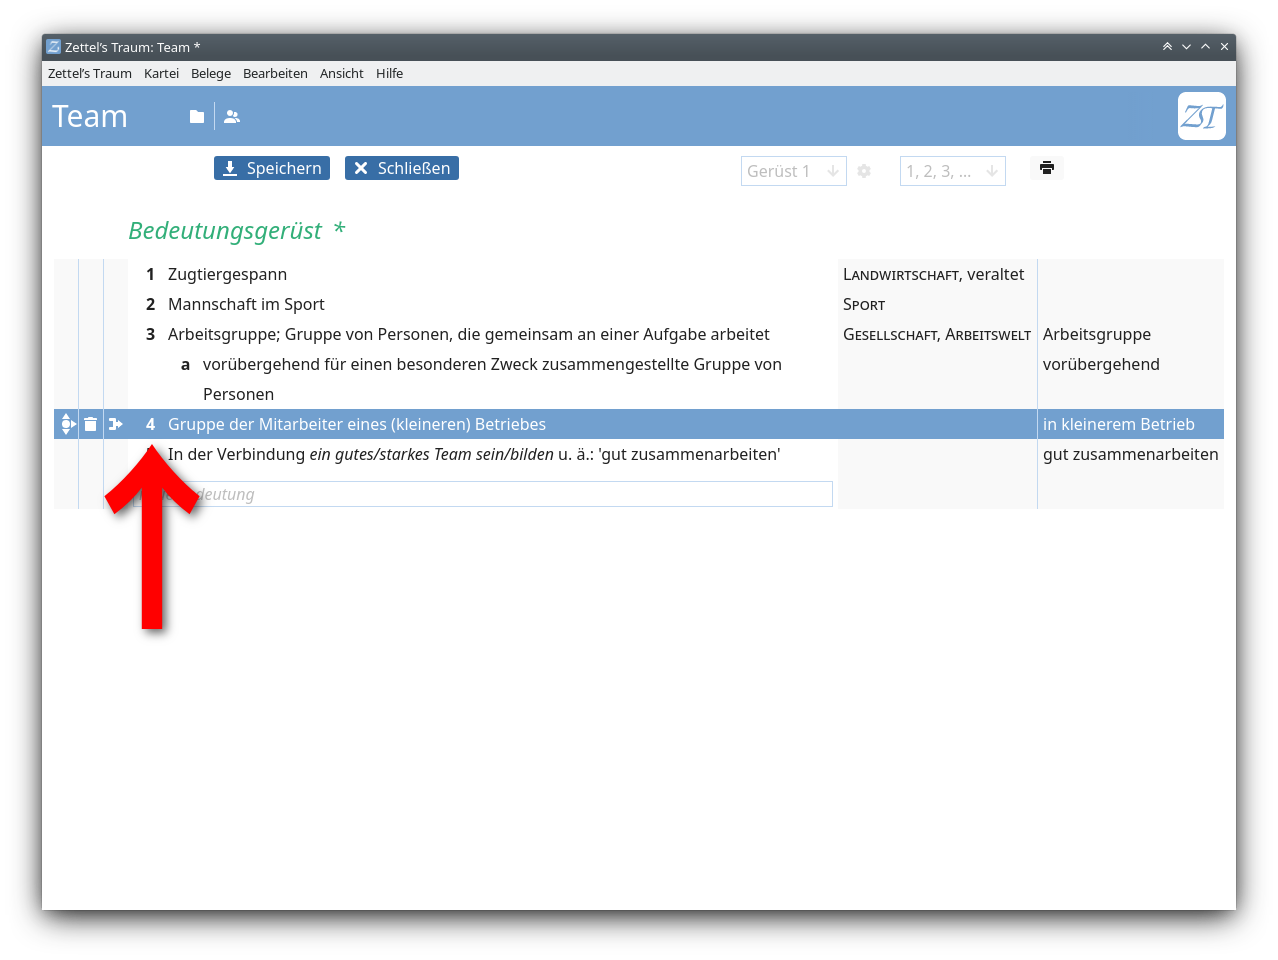 Zettel’s Traum: Team *
Zettel’s Traum Kartei Belege Bearbeiten Ansicht Hilfe
Team
ZT
Speichern Schließen Gerüst 1 1, 2, 3, ...
Bedeutungsgerüst *
1 Zugtiergespann Landwirtschaft, veraltet
2 Mannschaft im Sport Sport
3 Arbeitsgruppe; Gruppe von Personen, die gemeinsam an einer Aufgabe arbeitet Gesellschaft, Arbeitswelt Arbeitsgruppe
a vorübergehend für einen besonderen Zweck zusammengestellte Gruppe von vorübergehend
Personen
4 Gruppe der Mitarbeiter eines (kleineren) Betriebes in kleinerem Betrieb
In der Verbindung ein gutes/starkes Team sein/bilden u. ä.: 'gut zusammenarbeiten' gut zusammenarbeiten